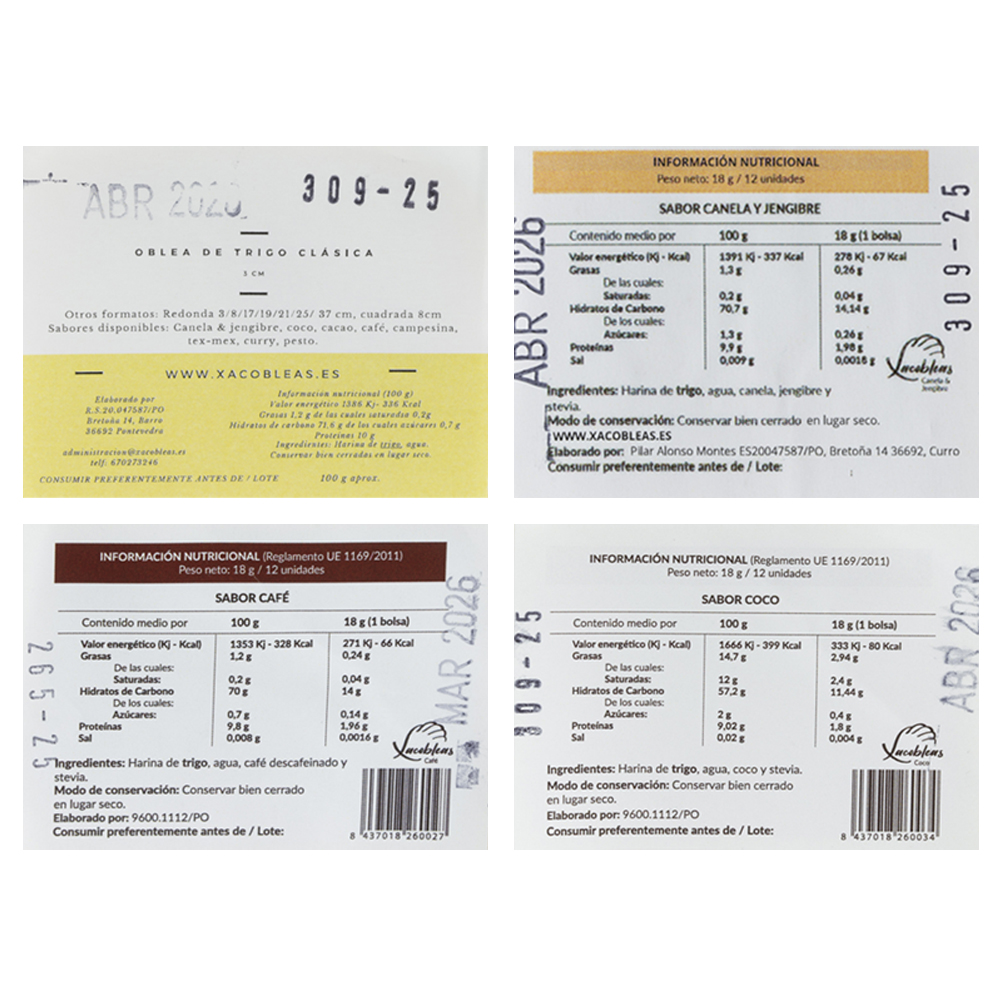 ABR 2026 309-25
OBLEA DE TRIGO CLÁSICA
3 CM
Otros formatos: Redonda 3/8/17/19/21/25/ 37 cm, cuadrada 8cm
Sabores disponibles: Canela & jengibre, coco, cacao, café, campesina,
tex-mex, curry, pesto.
WWW.XACOBLEAS.ES
Elaborado por
R.S.20.047587/PO
Bretoña 14, Barro
36692 Pontevedra
administracion@xacobleas.es
telf: 670273246
Información nutricional (100 g)
Valor energético 1386 Kj- 336 Kcal
Grasas 1,2 g de las cuales saturadas 0,2g
Hidratos de carbono 71,6 g de los cuales azúcares 0,7 g
Proteínas 10 g
Ingredientes: Harina de trigo, agua.
Conservar bien cerradas en lugar seco.
CONSUMIR PREFERENTEMENTE ANTES DE / LOTE 100 g aprox.
INFORMACIÓN NUTRICIONAL
Peso neto: 18 g / 12 unidades
SABOR CANELA Y JENGIBRE
Contenido medio por 100 g 18 g (1 bolsa)
Valor energético (Kj - Kcal) 1391 Kj - 337 Kcal 278 Kj - 67 Kcal
Grasas 1,3 g 0,26 g
De las cuales:
Saturadas: 0,2 g 0,04 g
Hidratos de Carbono 70,7 g 14,14 g
De los cuales:
Azúcares: 1,3 g 0,26 g
Proteínas 9,9 g 1,98 g
Sal 0,009 g 0,0018 g
Xacobleas
Canela &
Jengibre
Ingredientes: Harina de trigo, agua, canela, jengibre y
stevia.
Modo de conservación: Conservar bien cerrado en lugar seco.
WWW.XACOBLEAS.ES
Elaborado por: Pilar Alonso Montes ES20047587/PO, Bretoña 14 36692, Curro
Consumir preferentemente antes de / Lote:
ABR 2026
309-25
INFORMACIÓN NUTRICIONAL (Reglamento UE 1169/2011)
Peso neto: 18 g / 12 unidades
SABOR CAFÉ
Contenido medio por 100 g 18 g (1 bolsa)
Valor energético (Kj - Kcal) 1353 Kj - 328 Kcal 271 Kj - 66 Kcal
Grasas 1,2 g 0,24 g
De las cuales:
Saturadas: 0,2 g 0,04 g
Hidratos de Carbono 70 g 14 g
De los cuales:
Azúcares: 0,7 g 0,14 g
Proteínas 9,8 g 1,96 g
Sal 0,008 g 0,0016 g
Xacobleas
Café
Ingredientes: Harina de trigo, agua, café descafeinado y
stevia.
Modo de conservación: Conservar bien cerrado
en lugar seco.
Elaborado por: 9600.1112/PO
Consumir preferentemente antes de / Lote:
8 437018 260027
265-25
MAR 2026
INFORMACIÓN NUTRICIONAL (Reglamento UE 1169/2011)
Peso neto: 18 g / 12 unidades
SABOR COCO
Contenido medio por 100 g 18 g (1 bolsa)
Valor energético (Kj - Kcal) 1666 Kj - 399 Kcal 333 Kj - 80 Kcal
Grasas 14,7 g 2,94 g
De las cuales:
Saturadas: 12 g 2,4 g
Hidratos de Carbono 57,2 g 11,44 g
De los cuales:
Azúcares: 2 g 0,4 g
Proteínas 9,02 g 1,8 g
Sal 0,02 g 0,004 g
Xacobleas
Coco
Ingredientes: Harina de trigo, agua, coco y stevia.
Modo de conservación: Conservar bien cerrado
en lugar seco.
Elaborado por: 9600.1112/PO
Consumir preferentemente antes de / Lote:
8 437018 260034
309-25
ABR 2026